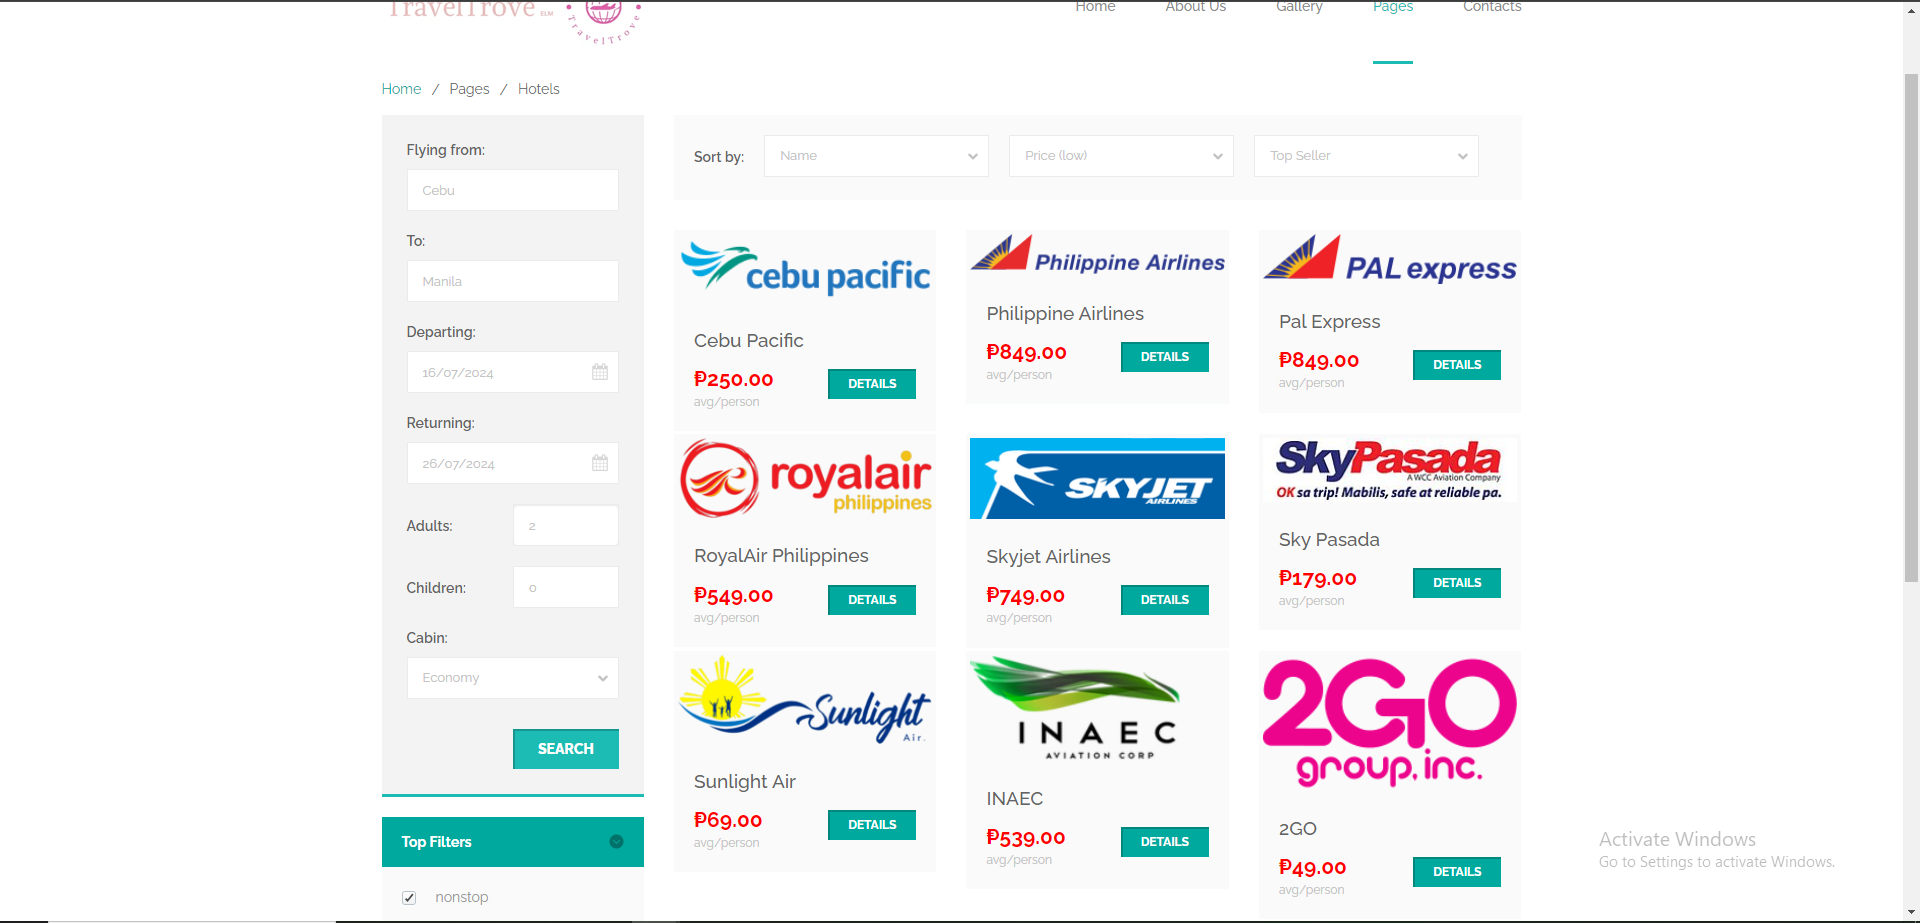 TravelTrove ELM
TravelTrove
Home
About Us
Gallery
Pages
Contacts
Home / Pages / Hotels
Flying from:
Cebu
To:
Manila
Departing:
16/07/2024
Returning:
26/07/2024
Adults:
2
Children:
0
Cabin:
Economy
SEARCH
Top Filters
nonstop
Sort by:
Name
Price (low)
Top Seller
cebu pacific
Cebu Pacific
₱250.00
avg/person
DETAILS
Philippine Airlines
Philippine Airlines
₱849.00
avg/person
DETAILS
PAL express
Pal Express
₱849.00
avg/person
DETAILS
royalair
philippines
RoyalAir Philippines
₱549.00
avg/person
DETAILS
SKYJET
AIRLINES
Skyjet Airlines
₱749.00
avg/person
DETAILS
SkyPasada
A WCC Aviation Company
OK sa trip! Mabilis, safe at reliable pa.
Sky Pasada
₱179.00
avg/person
DETAILS
Sunlight
Air.
Sunlight Air
₱69.00
avg/person
DETAILS
INAEC
AVIATION CORP
INAEC
₱539.00
avg/person
DETAILS
2GO
group, inc.
2GO
₱49.00
avg/person
DETAILS
Activate Windows
Go to Settings to activate Windows.